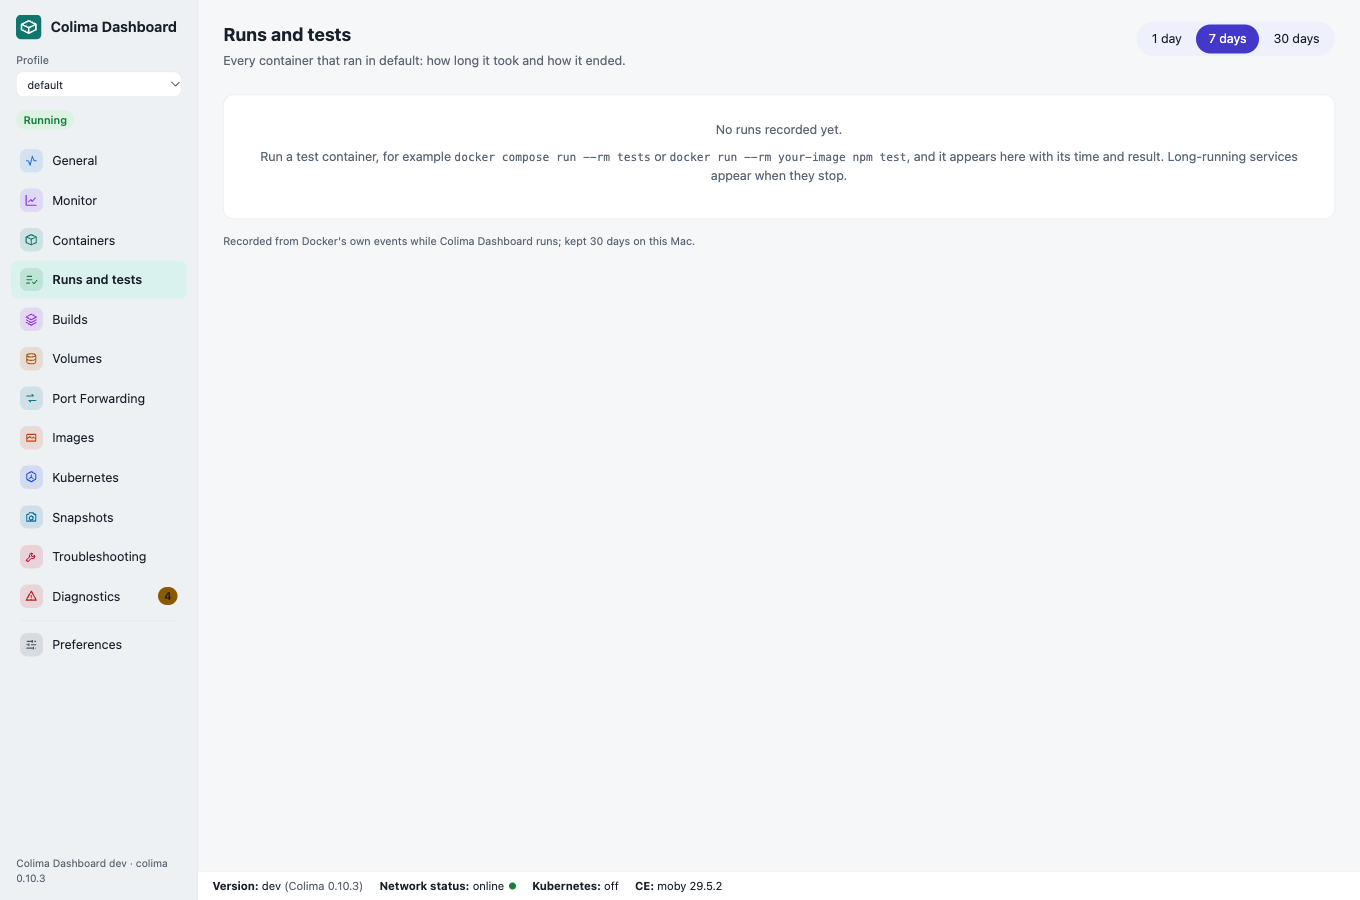 Colima Dashboard
Profile
default
Running
General
Monitor
Containers
Runs and tests
Builds
Volumes
Port Forwarding
Images
Kubernetes
Snapshots
Troubleshooting
Diagnostics 4
Preferences
Colima Dashboard dev · colima
0.10.3
Runs and tests
Every container that ran in default: how long it took and how it ended.
1 day 7 days 30 days
No runs recorded yet.
Run a test container, for example docker compose run --rm tests or docker run --rm your-image npm test, and it appears here with its time and result. Long-running services
appear when they stop.
Recorded from Docker's own events while Colima Dashboard runs; kept 30 days on this Mac.
Version: dev (Colima 0.10.3) Network status: online Kubernetes: off CE: moby 29.5.2